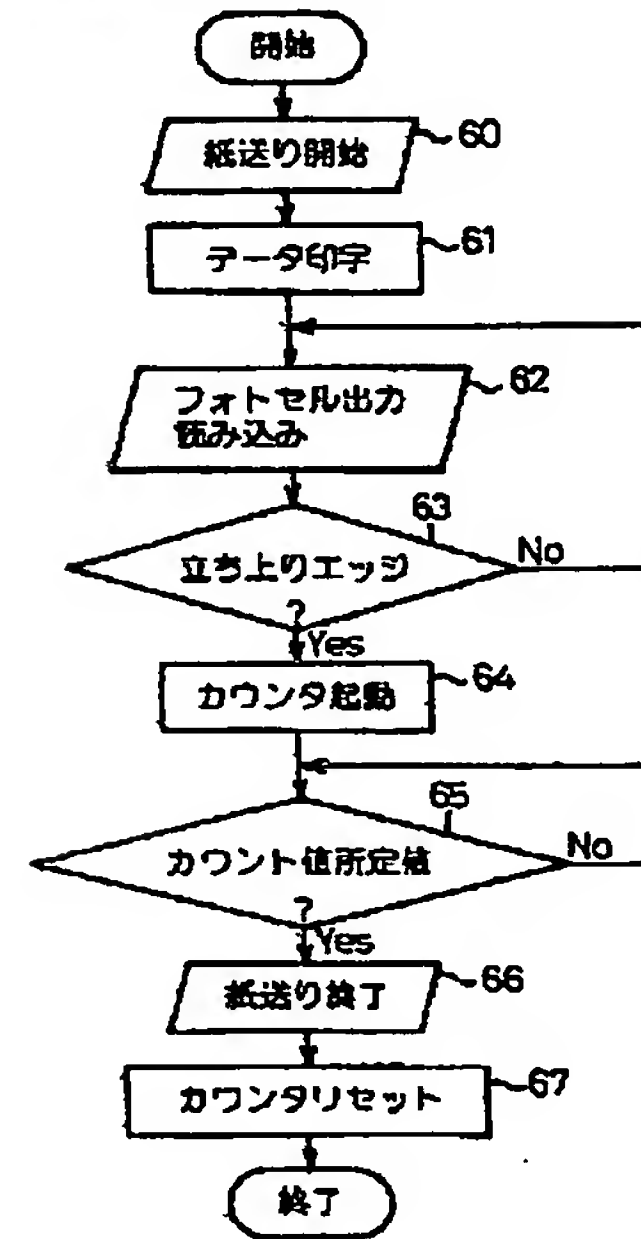 開始
紙送り開始
60
データ印字
61
フォトセル出力
読み込み
62
63
立ち上りエッジ
?
No
Yes
カウンタ起動
64
65
カウント値所定値
?
No
Yes
紙送り終了
66
カウンタリセット
67
終了